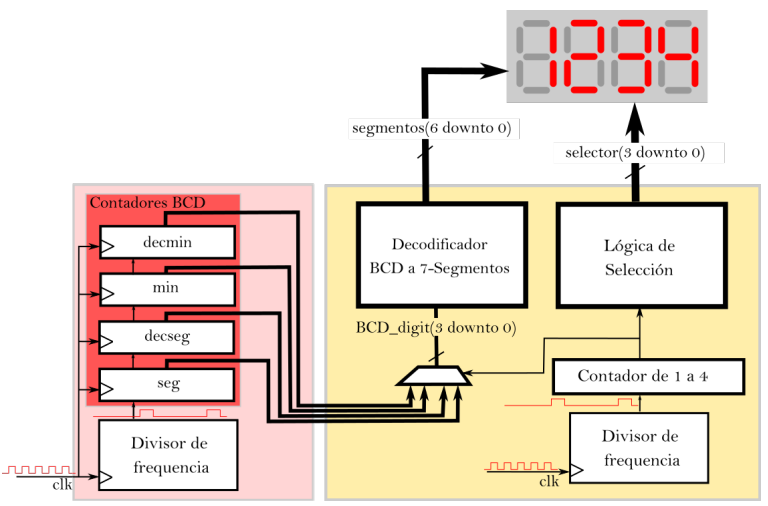 1234
segmentos(6 downto 0)
selector(3 downto 0)
Contadores BCD
decmin
min
decseg
seg
Divisor de
frequencia
clk
Decodificador
BCD a 7-Segmentos
Lógica de
Selección
BCD_digit(3 downto 0)
Contador de 1 a 4
Divisor de
frequencia
clk